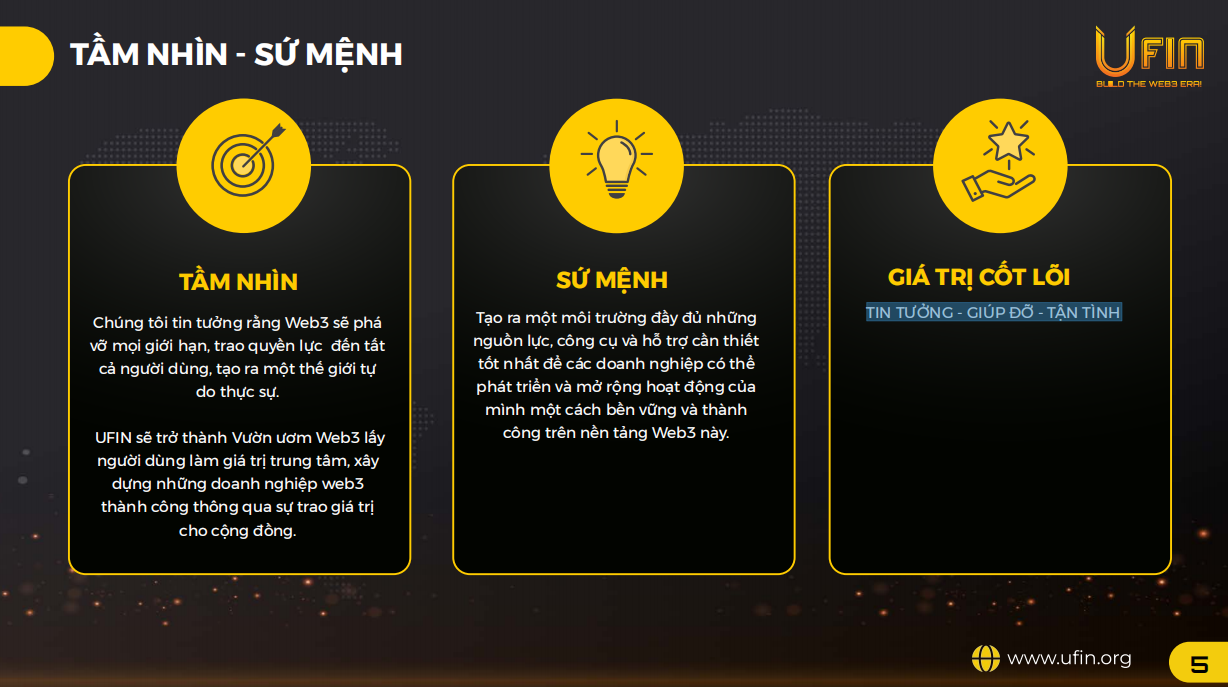 TẦM NHÌN - SỨ MỆNH
UFIN
BUILD THE WEB3 ERA!
TẦM NHÌN
Chúng tôi tin tưởng rằng Web3 sẽ phá
vỡ mọi giới hạn, trao quyền lực đến tất
cả người dùng, tạo ra một thế giới tự
do thực sự.
UFIN sẽ trở thành Vườn ươm Web3 lấy
người dùng làm giá trị trung tâm, xây
dựng những doanh nghiệp web3
thành công thông qua sự trao giá trị
cho cộng đồng.
SỨ MỆNH
Tạo ra một môi trường đầy đủ những
nguồn lực, công cụ và hỗ trợ cần thiết
tốt nhất để các doanh nghiệp có thể
phát triển và mở rộng hoạt động của
mình một cách bền vững và thành
công trên nền tảng Web3 này.
GIÁ TRỊ CỐT LÕI
TIN TƯỞNG - GIÚP ĐỠ - TẬN TÌNH
www.ufin.org
5